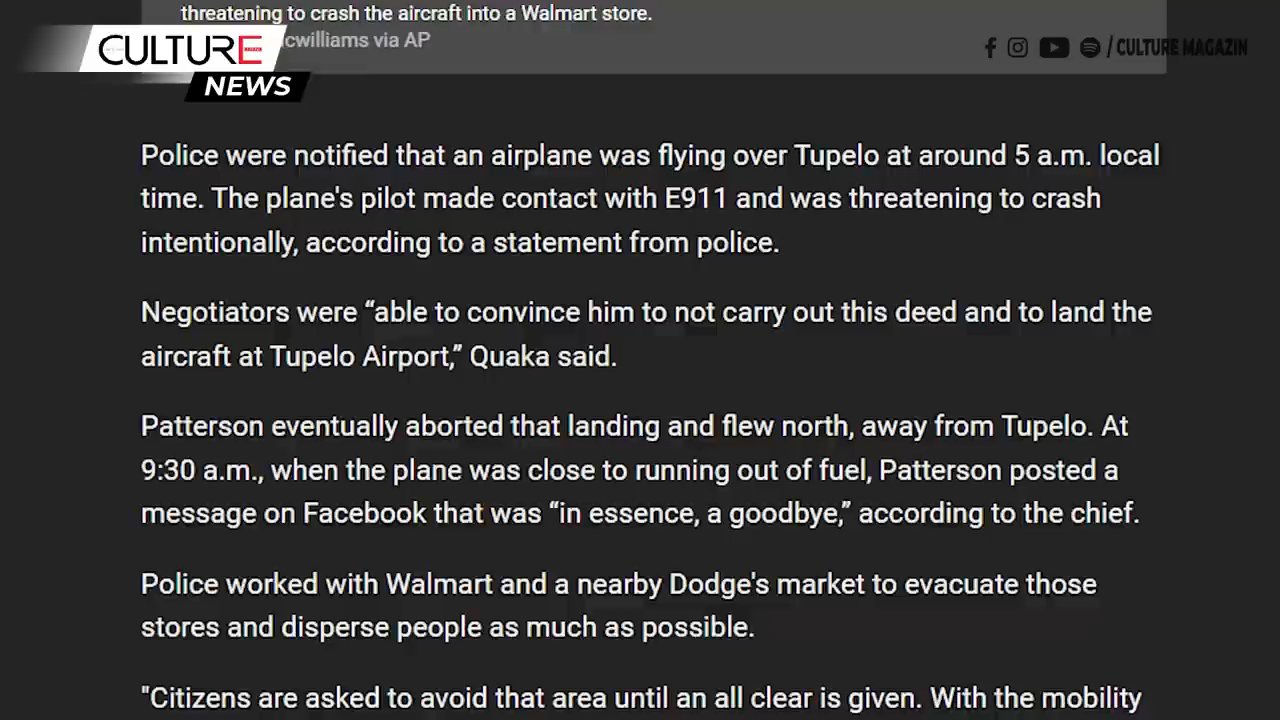 threatening to crash the aircraft into a Walmart store.
cwilliams via AP
CULTURE
NEWS
/ CULTURE MAGAZIN
Police were notified that an airplane was flying over Tupelo at around 5 a.m. local
time. The plane's pilot made contact with E911 and was threatening to crash
intentionally, according to a statement from police.
Negotiators were “able to convince him to not carry out this deed and to land the
aircraft at Tupelo Airport,” Quaka said.
Patterson eventually aborted that landing and flew north, away from Tupelo. At
9:30 a.m., when the plane was close to running out of fuel, Patterson posted a
message on Facebook that was “in essence, a goodbye,” according to the chief.
Police worked with Walmart and a nearby Dodge's market to evacuate those
stores and disperse people as much as possible.
"Citizens are asked to avoid that area until an all clear is given. With the mobility